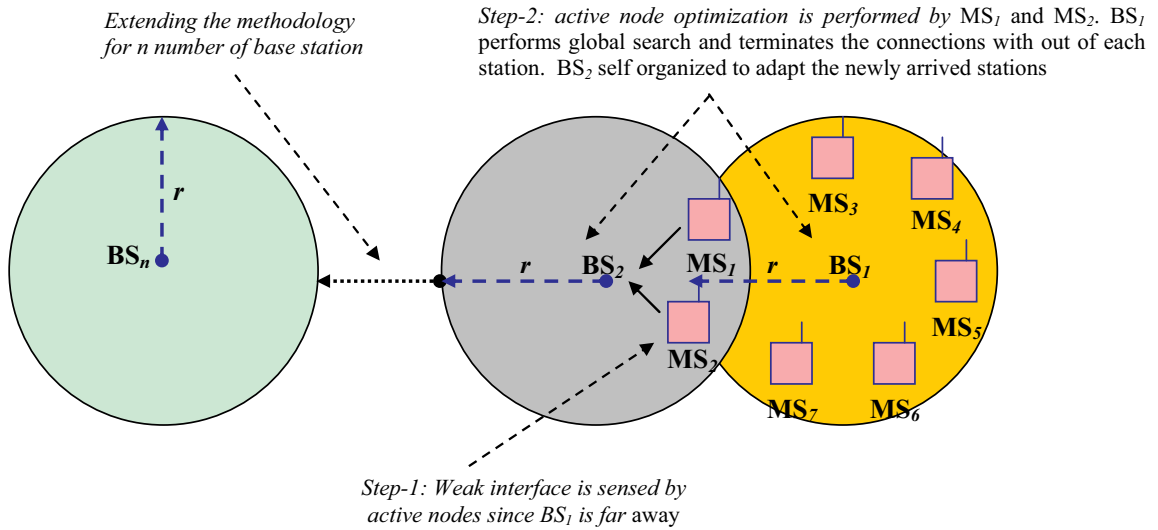 Extending the methodology
for n number of base station
Step-2: active node optimization is performed by MS1 and MS2. BS1
performs global search and terminates the connections with out of each
station. BS2 self organized to adapt the newly arrived stations
MS3
MS4
r
BSn
r
BS2
MS1
r
BS1
MS5
MS2
MS7
MS6
Step-1: Weak interface is sensed by
active nodes since BS1 is far away